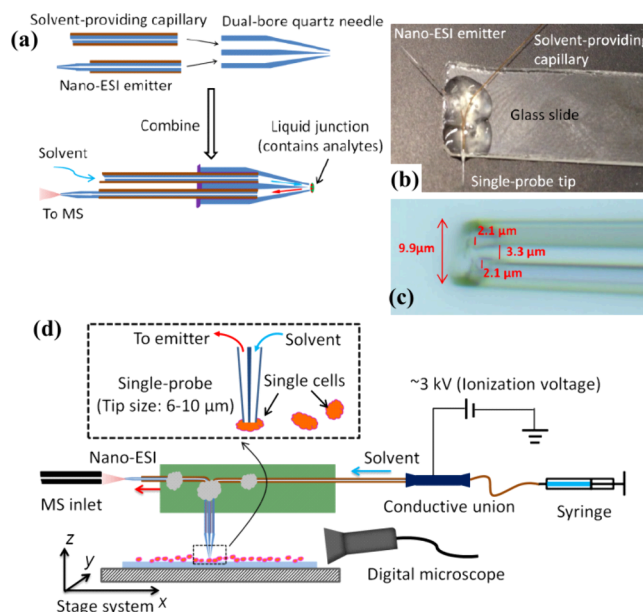 (a)
Solvent-providing capillary
Dual-bore quartz needle
Nano-ESI emitter
Combine
Liquid junction
(contains analytes)
Solvent
To MS
Nano-ESI emitter
Solvent-providing
capillary
Glass slide
(b)
Single-probe tip
9.9μm
2.1 μm
3.3 μm
2.1 μm
(c)
(d)
To emitter
Solvent
Single-probe
(Tip size: 6-10 μm)
Single cells
~3 kV (Ionization voltage)
Nano-ESI
Solvent
MS inlet
Conductive union
Syringe
z
y
x
Stage system
Digital microscope